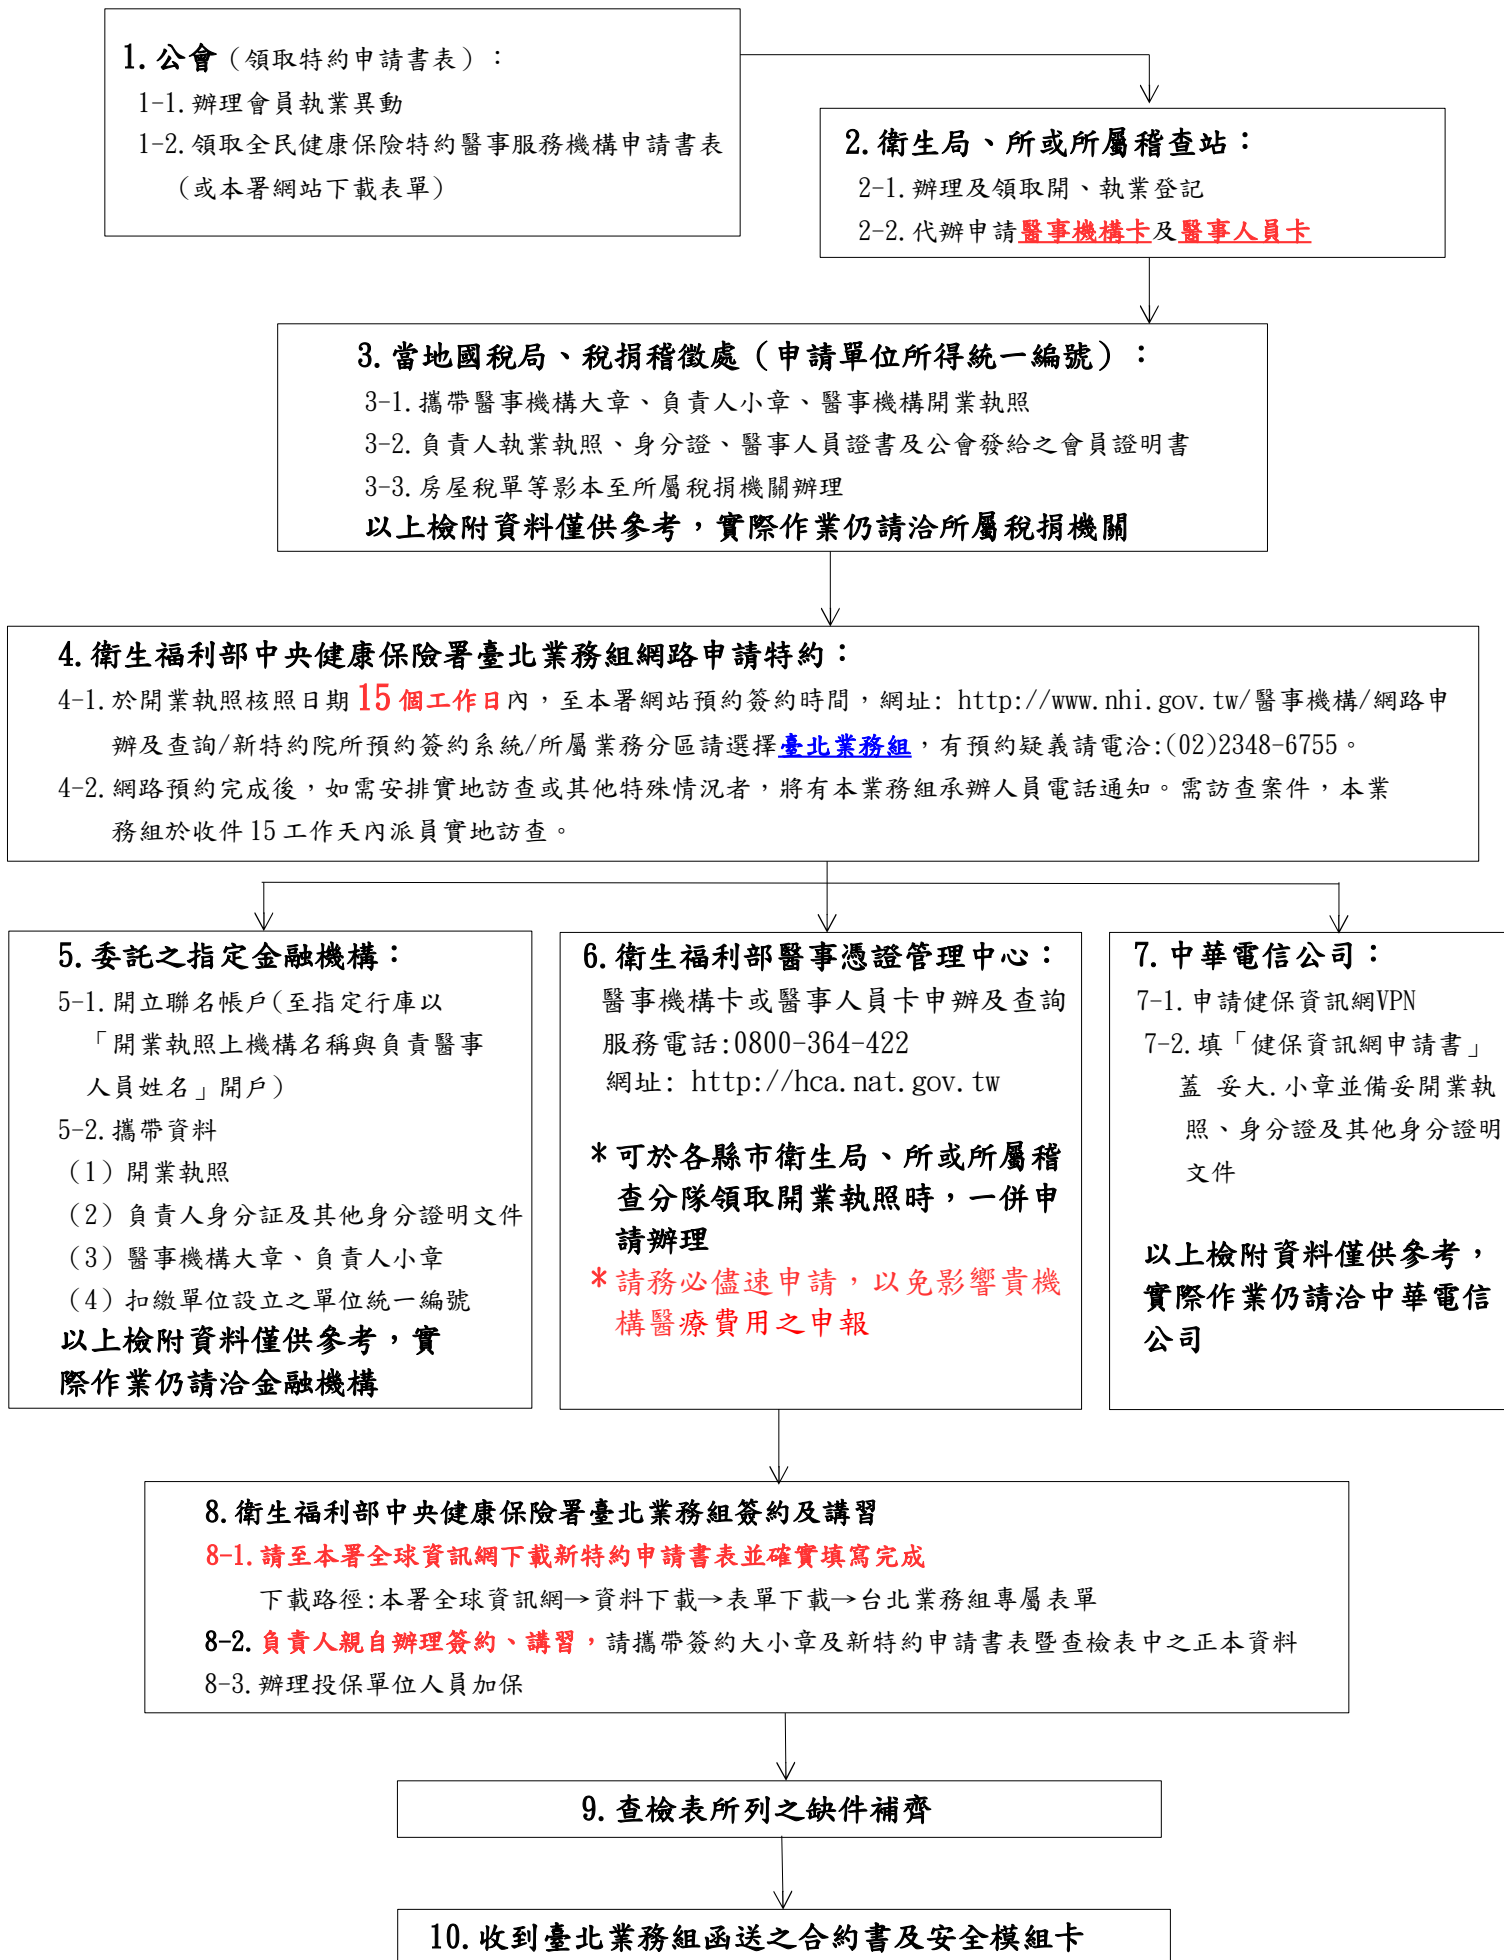 1.公會（領取特約申請書表）：
1-1.辦理會員執業異動
1-2.領取全民健康保險特約醫事服務機構申請書表
（或本署網站下載表單）
2.衛生局、所或所屬稽查站：
2-1.辦理及領取開、執業登記
2-2.代辦申請醫事機構卡及醫事人員卡
3.當地國稅局、稅捐稽徵處（申請單位所得統一編號）：
3-1.攜帶醫事機構大章、負責人小章、醫事機構開業執照
3-2.負責人執業執照、身分證、醫事人員證書及公會發給之會員證明書
3-3.房屋稅單等影本至所屬稅捐機關辦理
以上檢附資料僅供參考，實際作業仍請洽所屬稅捐機關
4.衛生福利部中央健康保險署臺北業務組網路申請特約：
4-1.於開業執照核照日期15個工作日內，至本署網站預約簽約時間，網址: http://www.nhi.gov.tw/醫事機構/網路申
辦及查詢/新特約院所預約簽約系統/所屬業務分區請選擇臺北業務組，有預約疑義請電洽:(02)2348-6755。
4-2.網路預約完成後，如需安排實地訪查或其他特殊情況者，將有本業務組承辦人員電話通知。需訪查案件，本業
務組於收件15工作天內派員實地訪查。
5.委託之指定金融機構：
5-1.開立聯名帳戶(至指定行庫以
「開業執照上機構名稱與負責醫事
人員姓名」開戶)
5-2.攜帶資料
（1）開業執照
（2）負責人身分証及其他身分證明文件
（3）醫事機構大章、負責人小章
（4）扣繳單位設立之單位統一編號
以上檢附資料僅供參考，實
際作業仍請洽金融機構
6.衛生福利部醫事憑證管理中心：
醫事機構卡或醫事人員卡申辦及查詢
服務電話:0800-364-422
網址: http://hca.nat.gov.tw
*可於各縣市衛生局、所或所屬稽
查分隊領取開業執照時，一併申
請辦理
*請務必儘速申請，以免影響貴機
構醫療費用之申報
7.中華電信公司：
7-1.申請健保資訊網VPN
7-2.填「健保資訊網申請書」
蓋 妥大.小章並備妥開業執
照、身分證及其他身分證明
文件
以上檢附資料僅供參考，
實際作業仍請洽中華電信
公司
8.衛生福利部中央健康保險署臺北業務組簽約及講習
8-1.請至本署全球資訊網下載新特約申請書表並確實填寫完成
下載路徑:本署全球資訊網→資料下載→表單下載→台北業務組專屬表單
8-2.負責人親自辦理簽約、講習，請攜帶簽約大小章及新特約申請書表暨查檢表中之正本資料
8-3.辦理投保單位人員加保
9.查檢表所列之缺件補齊
10.收到臺北業務組函送之合約書及安全模組卡